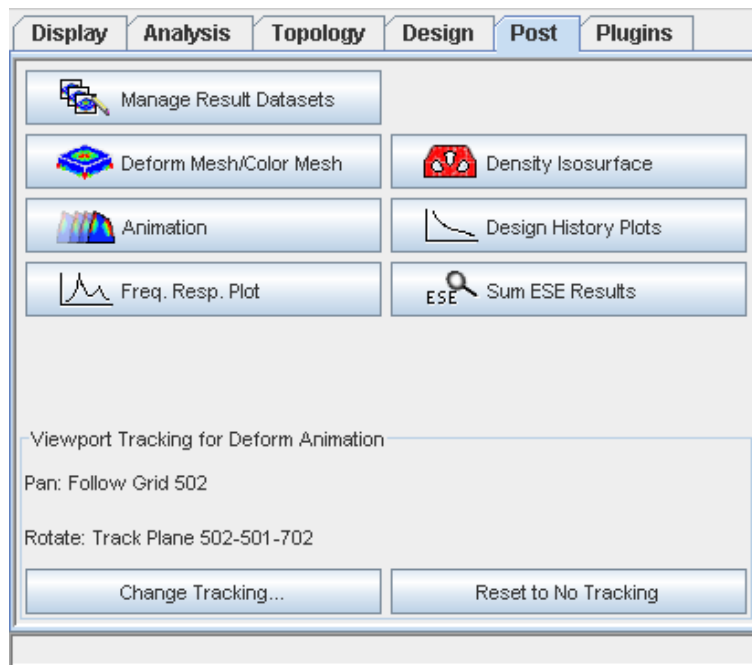 Display Analysis Topology Design Post Plugins
Manage Result Datasets
Deform Mesh/Color Mesh Density Isosurface
Animation Design History Plots
Freq. Resp. Plot ESE Sum ESE Results
Viewport Tracking for Deform Animation
Pan: Follow Grid 502
Rotate: Track Plane 502-501-702
Change Tracking... Reset to No Tracking